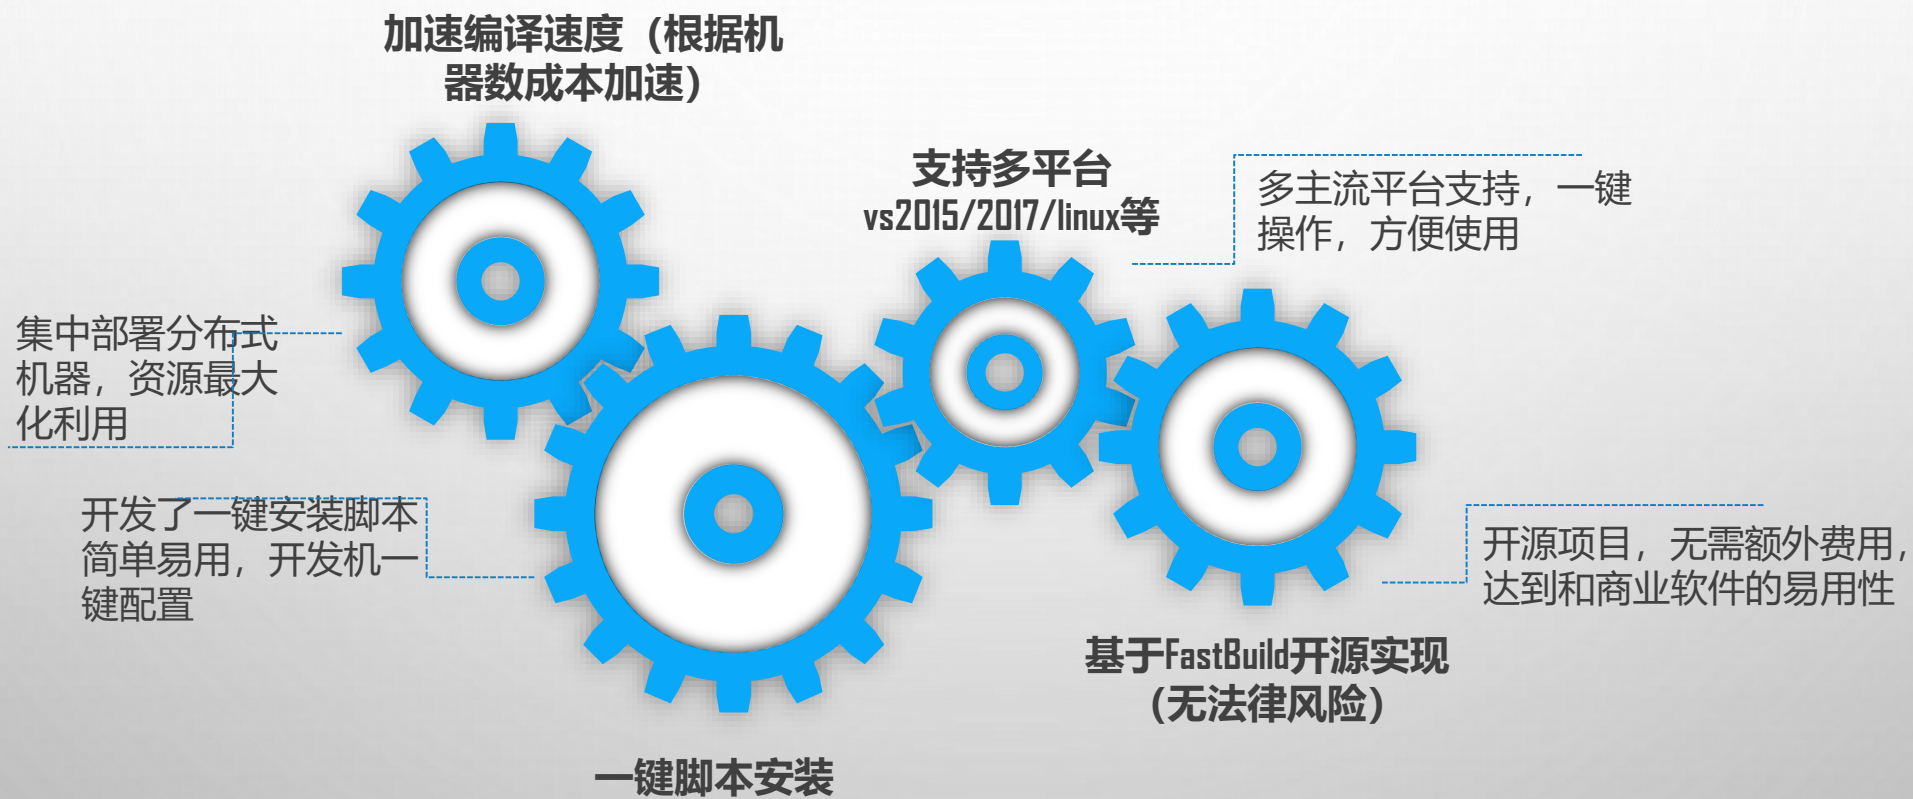 加速编译速度（根据机
器数成本加速）
支持多平台
vs2015/2017/linux等
多主流平台支持，一键
操作，方便使用
集中部署分布式
机器，资源最大
化利用
开发了一键安装脚本
简单易用，开发机一
键配置
开源项目，无需额外费用，
达到和商业软件的易用性
基于FastBuild开源实现
（无法律风险）
一键脚本安装